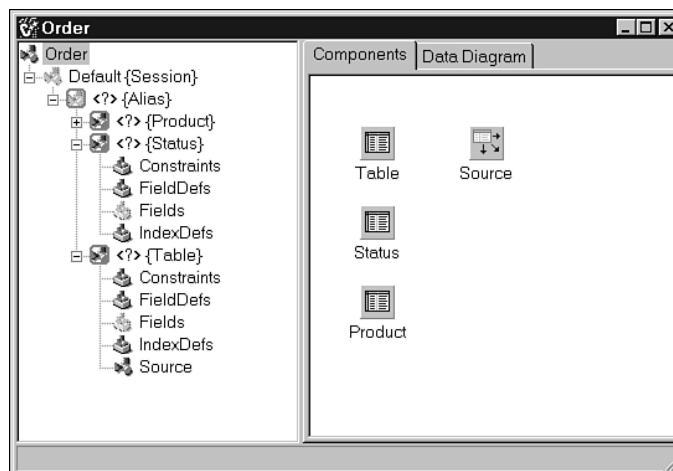 Order
Order
Default {Session}
<?> {Alias}
<?> {Product}
<?> {Status}
Constraints
FieldDefs
Fields
IndexDefs
<?> {Table}
Constraints
FieldDefs
Fields
IndexDefs
Source
Components Data Diagram
Table Source
Status
Product